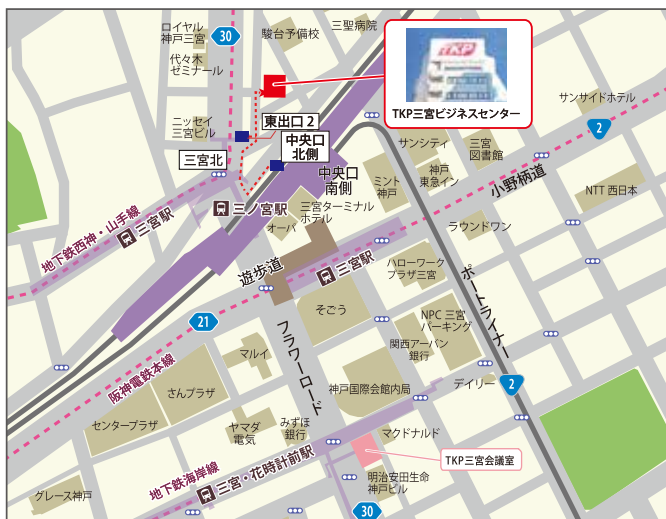 ロイヤル
神戸三宮
30
駿台予備校
三聖病院
代々木
ゼミナール
TKP
TKP三宮ビジネスセンター
サンサイドホテル
2
ニッセイ
三宮ビル
東出口 2
中央口
北側
三宮北
サンシティ
三宮
図書館
神戸
東急イン
中央口
南側
ミント
神戸
小野柄道
NTT 西日本
地下鉄西神・山手線
三宮駅
三ノ宮駅
三宮ターミナル
ホテル
オーパ
ラウンドワン
遊歩道
三宮駅
ハローワーク
プラザ三宮
ポートライナー
21
そごう
NPC 三宮
パーキング
関西アーバン
銀行
阪神電鉄本線
マルイ
フラワーロード
さんプラザ
神戸国際会館内局
デイリー
2
センタープラザ
ヤマダ
電気
みずほ
銀行
マクドナルド
TKP三宮会議室
地下鉄海岸線
三宮・花時計前駅
明治安田生命
神戸ビル
グレース神戸
30